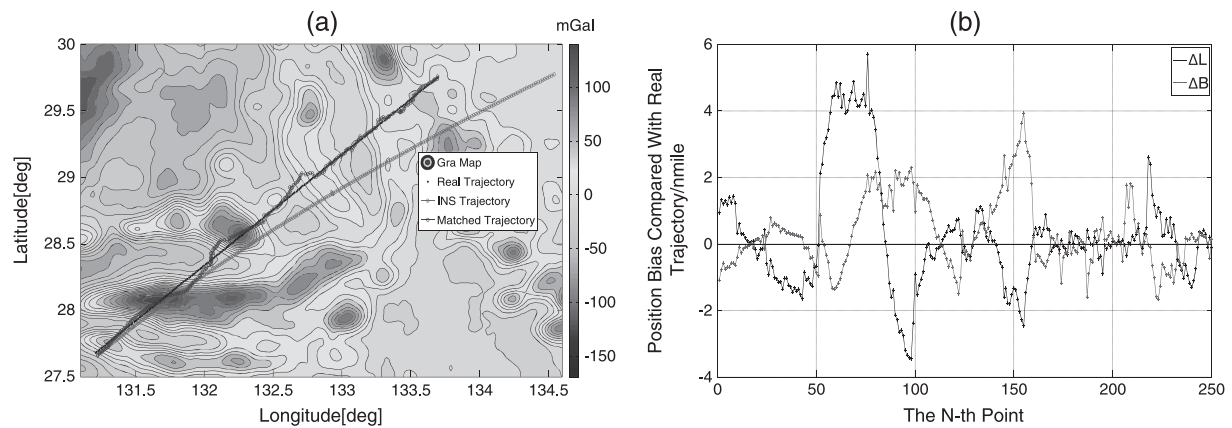 (a)
mGal
30
29.5
29
28.5
28
27.5
Latitude[deg]
131.5 132 132.5 133 133.5 134 134.5
Longitude[deg]
Gra Map
Real Trajectory
INS Trajectory
Matched Trajectory
100
50
0
−50
−100
−150
(b)
6
4
2
0
−2
−4
Position Bias Compared With Real
Trajectory/nmile
0 50 100 150 200 250
The N-th Point
ΔL
ΔB